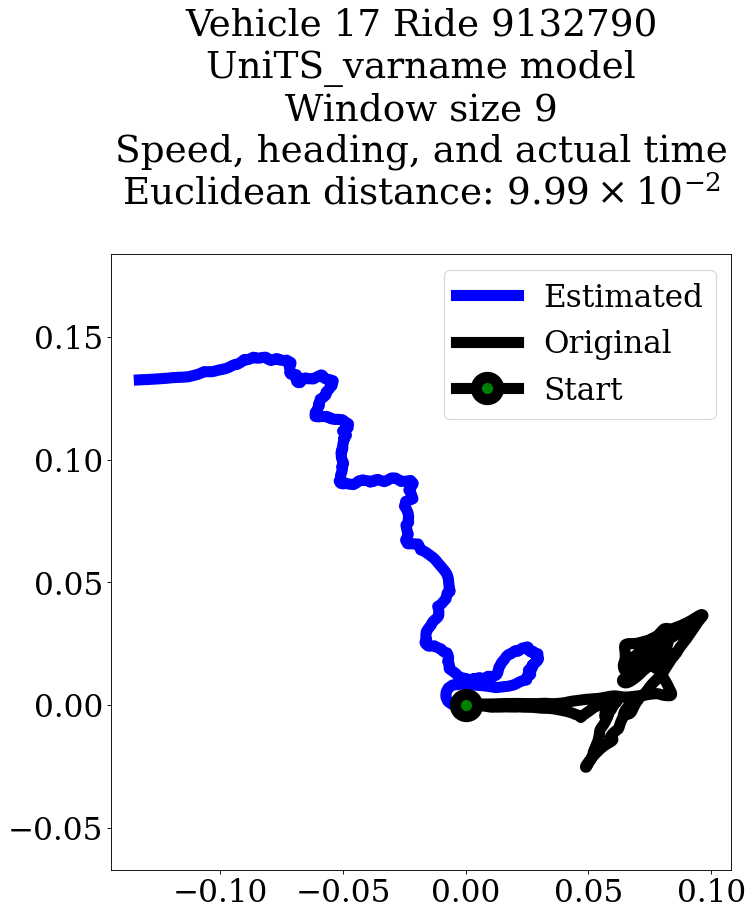 Vehicle 17 Ride 9132790
UniTS_varname model
Window size 9
Speed, heading, and actual time
Euclidean distance: 9.99 × 10⁻²
Estimated
Original
Start
0.15
0.10
0.05
0.00
−0.05
−0.10 −0.05 0.00 0.05 0.10